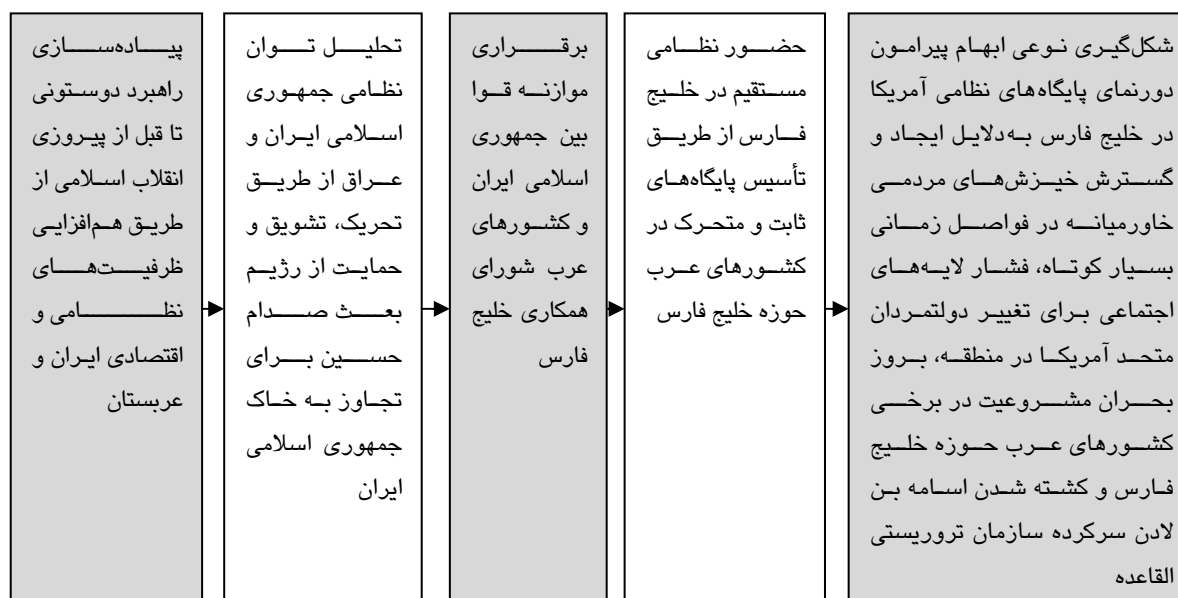 پیاده‌سازی
راهبرد دوستونی
تا قبل از پیروزی
انقلاب اسلامی از
طریق هم‌افزایی
ظرفیت‌های
نظامی و
اقتصادی ایران و
عربستان
تحلیل توان
نظامی جمهوری
اسلامی ایران و
عراق از طریق
تحریک، تشویق و
حمایت از رژیم
بعث صدام
حسین برای
تجاوز به خاک
جمهوری اسلامی
ایران
برقراری
موازنه قوا
بین جمهوری
اسلامی ایران
و کشورهای
عرب شورای
همکاری خلیج
فارس
حضور نظامی
مستقیم در خلیج
فارس از طریق
تأسیس پایگاه‌های
ثابت و متحرک در
کشورهای عرب
حوزه خلیج فارس
شکل‌گیری نوعی ابهام پیرامون
دورنمای پایگاه‌های نظامی آمریکا
در خلیج فارس به‌دلایل ایجاد و
گسترش خیزش‌های مردمی
خاورمیانه در فواصل زمانی
بسیار کوتاه، فشار لایه‌های
اجتماعی برای تغییر دولتمردان
متحد آمریکا در منطقه، بروز
بحران مشروعیت در برخی
کشورهای عرب حوزه خلیج
فارس و کشته شدن اسامه بن
لادن سرکرده سازمان تروریستی
القاعده